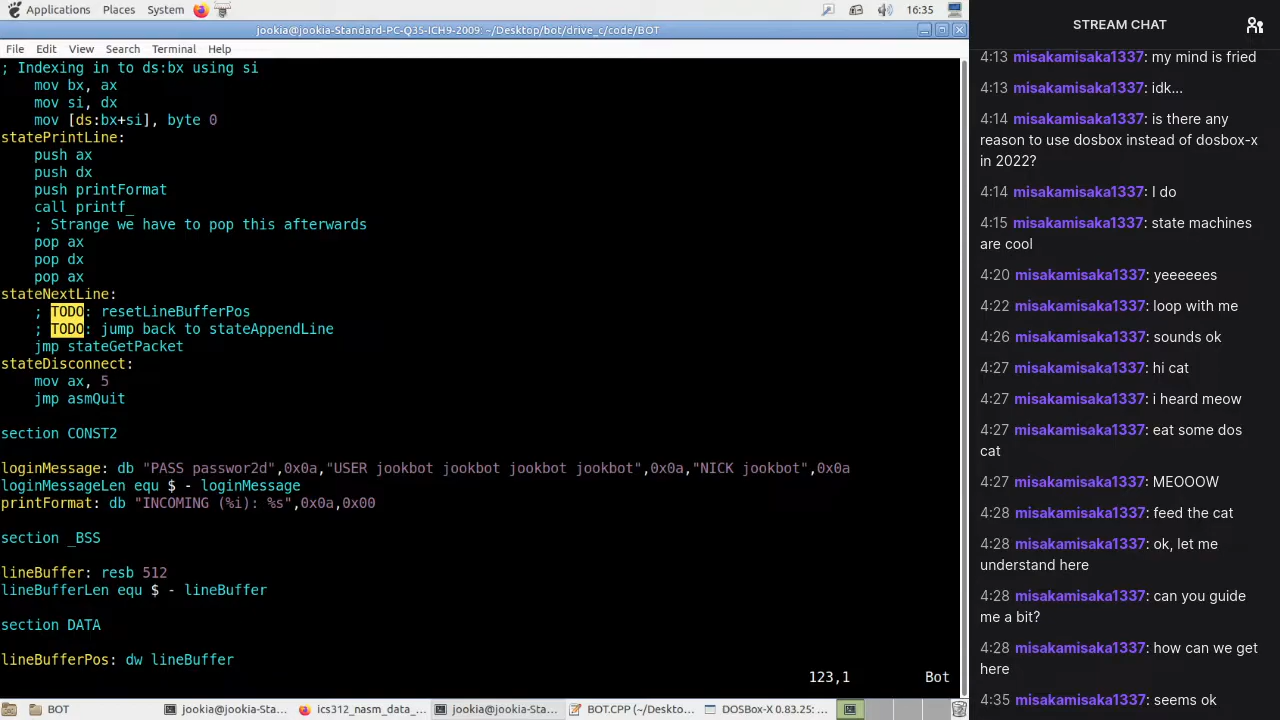 Applications Places System 16:35
jookia@jookia-Standard-PC-Q35-ICH9-2009: ~/Desktop/bot/drive_c/code/BOT
File Edit View Search Terminal Help
; Indexing in to ds:bx using si
mov bx, ax
mov si, dx
mov [ds:bx+si], byte 0
statePrintLine:
push ax
push dx
push printFormat
call printf_
; Strange we have to pop this afterwards
pop ax
pop dx
pop ax
stateNextLine:
; TODO: resetLineBufferPos
; TODO: jump back to stateAppendLine
jmp stateGetPacket
stateDisconnect:
mov ax, 5
jmp asmQuit
section CONST2
loginMessage: db "PASS passwor2d",0x0a,"USER jookbot jookbot jookbot jookbot",0x0a,"NICK jookbot",0x0a
loginMessageLen equ $ - loginMessage
printFormat: db "INCOMING (%i): %s",0x0a,0x00
section _BSS
lineBuffer: resb 512
lineBufferLen equ $ - lineBuffer
section DATA
lineBufferPos: dw lineBuffer
123,1 Bot
BOT jookia@jookia-Sta... ics312_nasm_data_... jookia@jookia-Sta... BOT.CPP (~/Deskto... DOSBox-X 0.83.25: ...
STREAM CHAT
4:13 misakamisaka1337: my mind is fried
4:13 misakamisaka1337: idk...
4:14 misakamisaka1337: is there any
reason to use dosbox instead of dosbox-x
in 2022?
4:14 misakamisaka1337: I do
4:15 misakamisaka1337: state machines
are cool
4:20 misakamisaka1337: yeeeeees
4:22 misakamisaka1337: loop with me
4:26 misakamisaka1337: sounds ok
4:27 misakamisaka1337: hi cat
4:27 misakamisaka1337: i heard meow
4:27 misakamisaka1337: eat some dos
cat
4:27 misakamisaka1337: MEOOOW
4:28 misakamisaka1337: feed the cat
4:28 misakamisaka1337: ok, let me
understand here
4:28 misakamisaka1337: can you guide
me a bit?
4:28 misakamisaka1337: how can we get
here
4:35 misakamisaka1337: seems ok